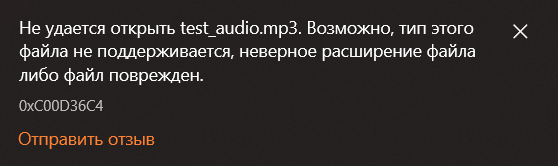 Не удается открыть test_audio.mp3. Возможно, тип этого
файла не поддерживается, неверное расширение файла
либо файл поврежден.
0xC00D36C4
Отправить отзыв